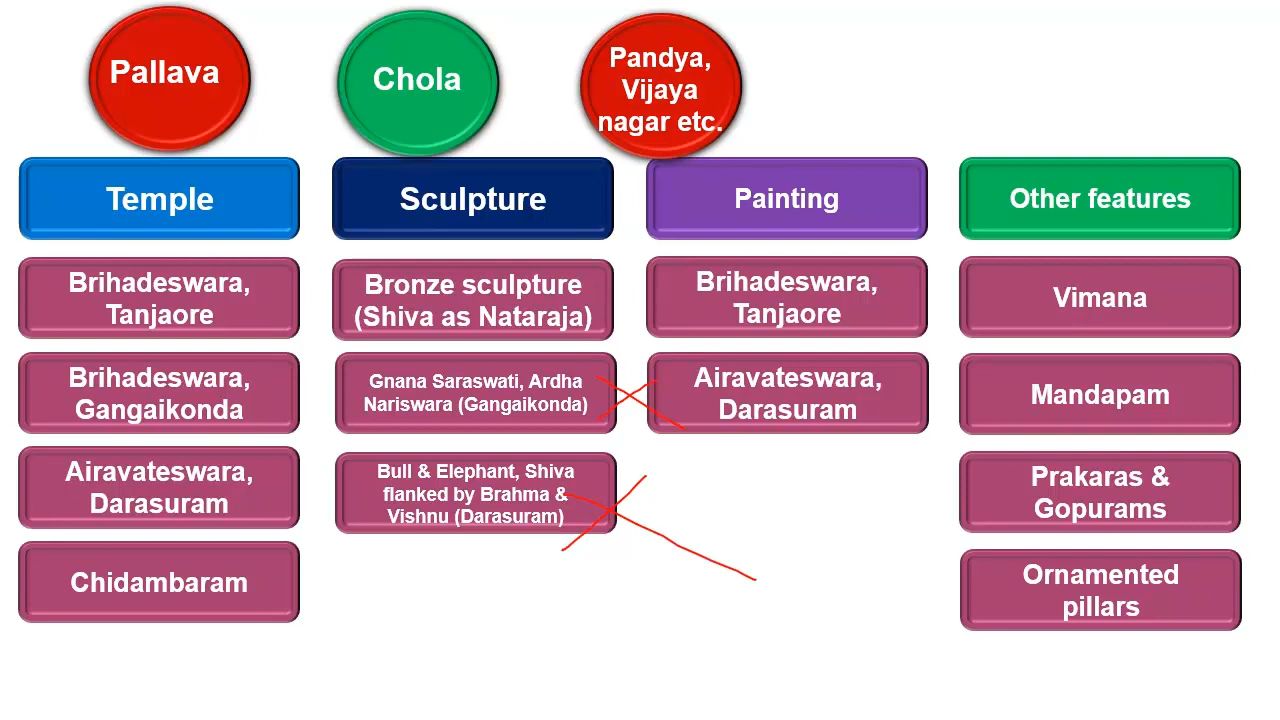 Pallava
Chola
Pandya,
Vijaya
nagar etc.
Temple
Sculpture
Painting
Other features
Brihadeswara,
Tanjaore
Bronze sculpture
(Shiva as Nataraja)
Brihadeswara,
Tanjaore
Vimana
Brihadeswara,
Gangaikonda
Gnana Saraswati, Ardha
Nariswara (Gangaikonda)
Airavateswara,
Darasuram
Mandapam
Airavateswara,
Darasuram
Bull & Elephant, Shiva
flanked by Brahma &
Vishnu (Darasuram)
Prakaras &
Gopurams
Chidambaram
Ornamented
pillars